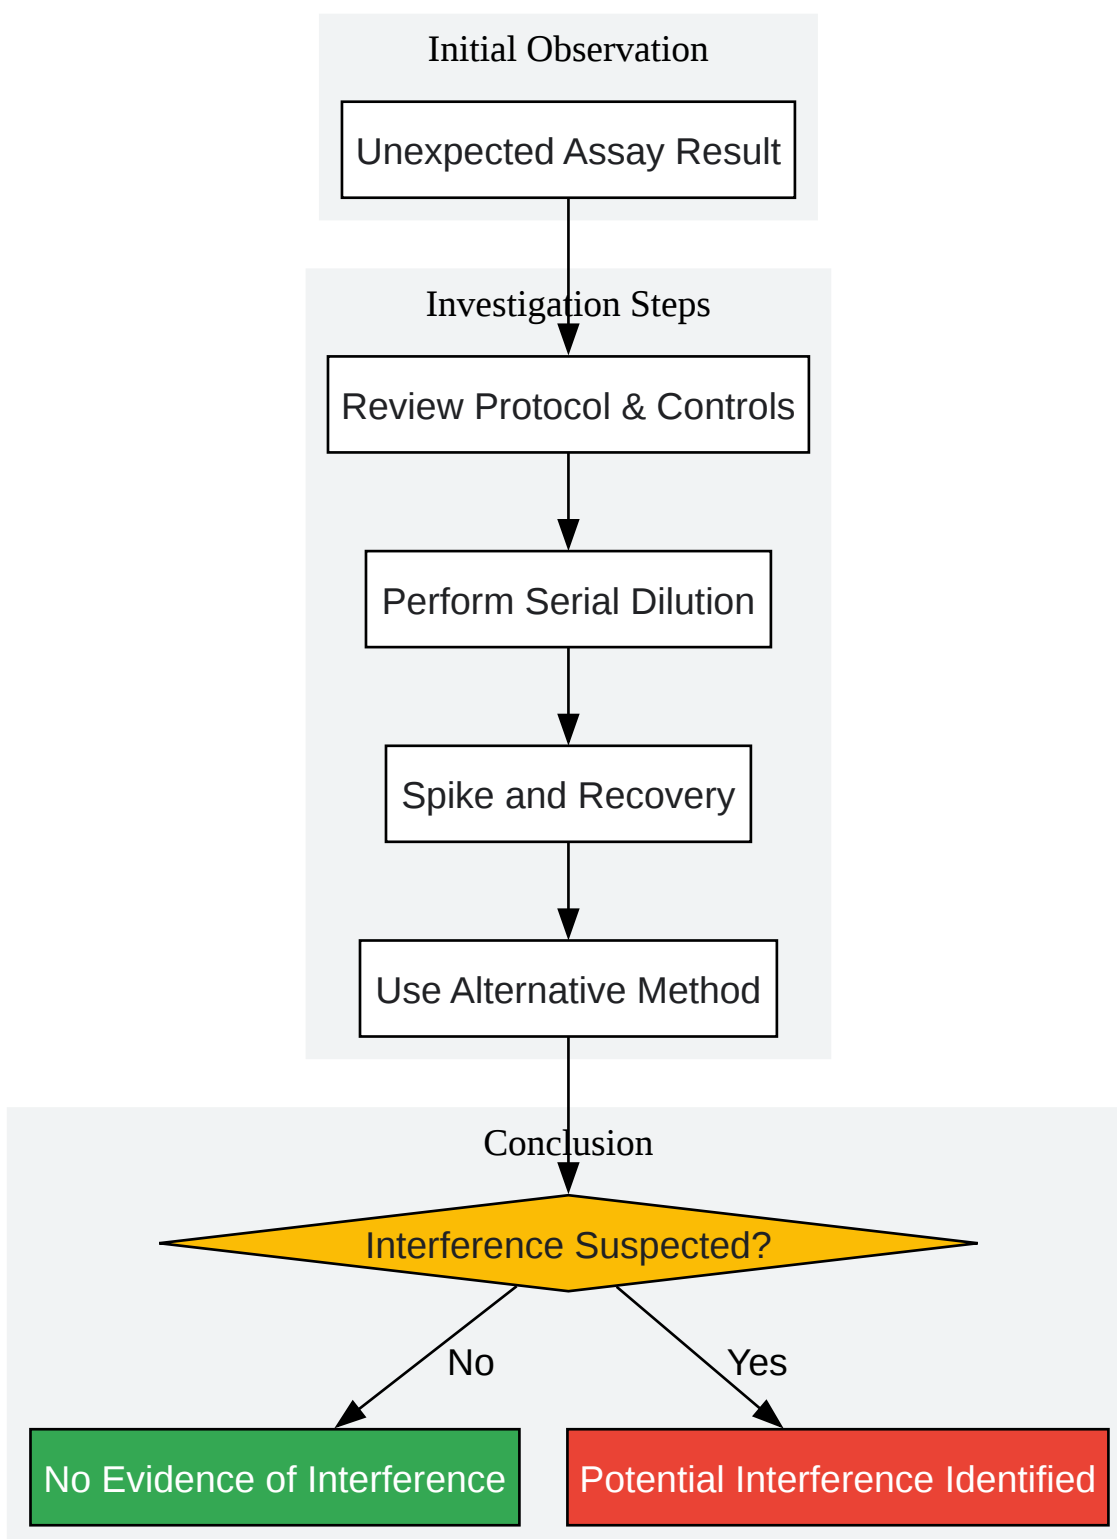 Initial Observation
Unexpected Assay Result
Investigation Steps
Review Protocol & Controls
Perform Serial Dilution
Spike and Recovery
Use Alternative Method
Conclusion
Interference Suspected?
No
Yes
No Evidence of Interference
Potential Interference Identified